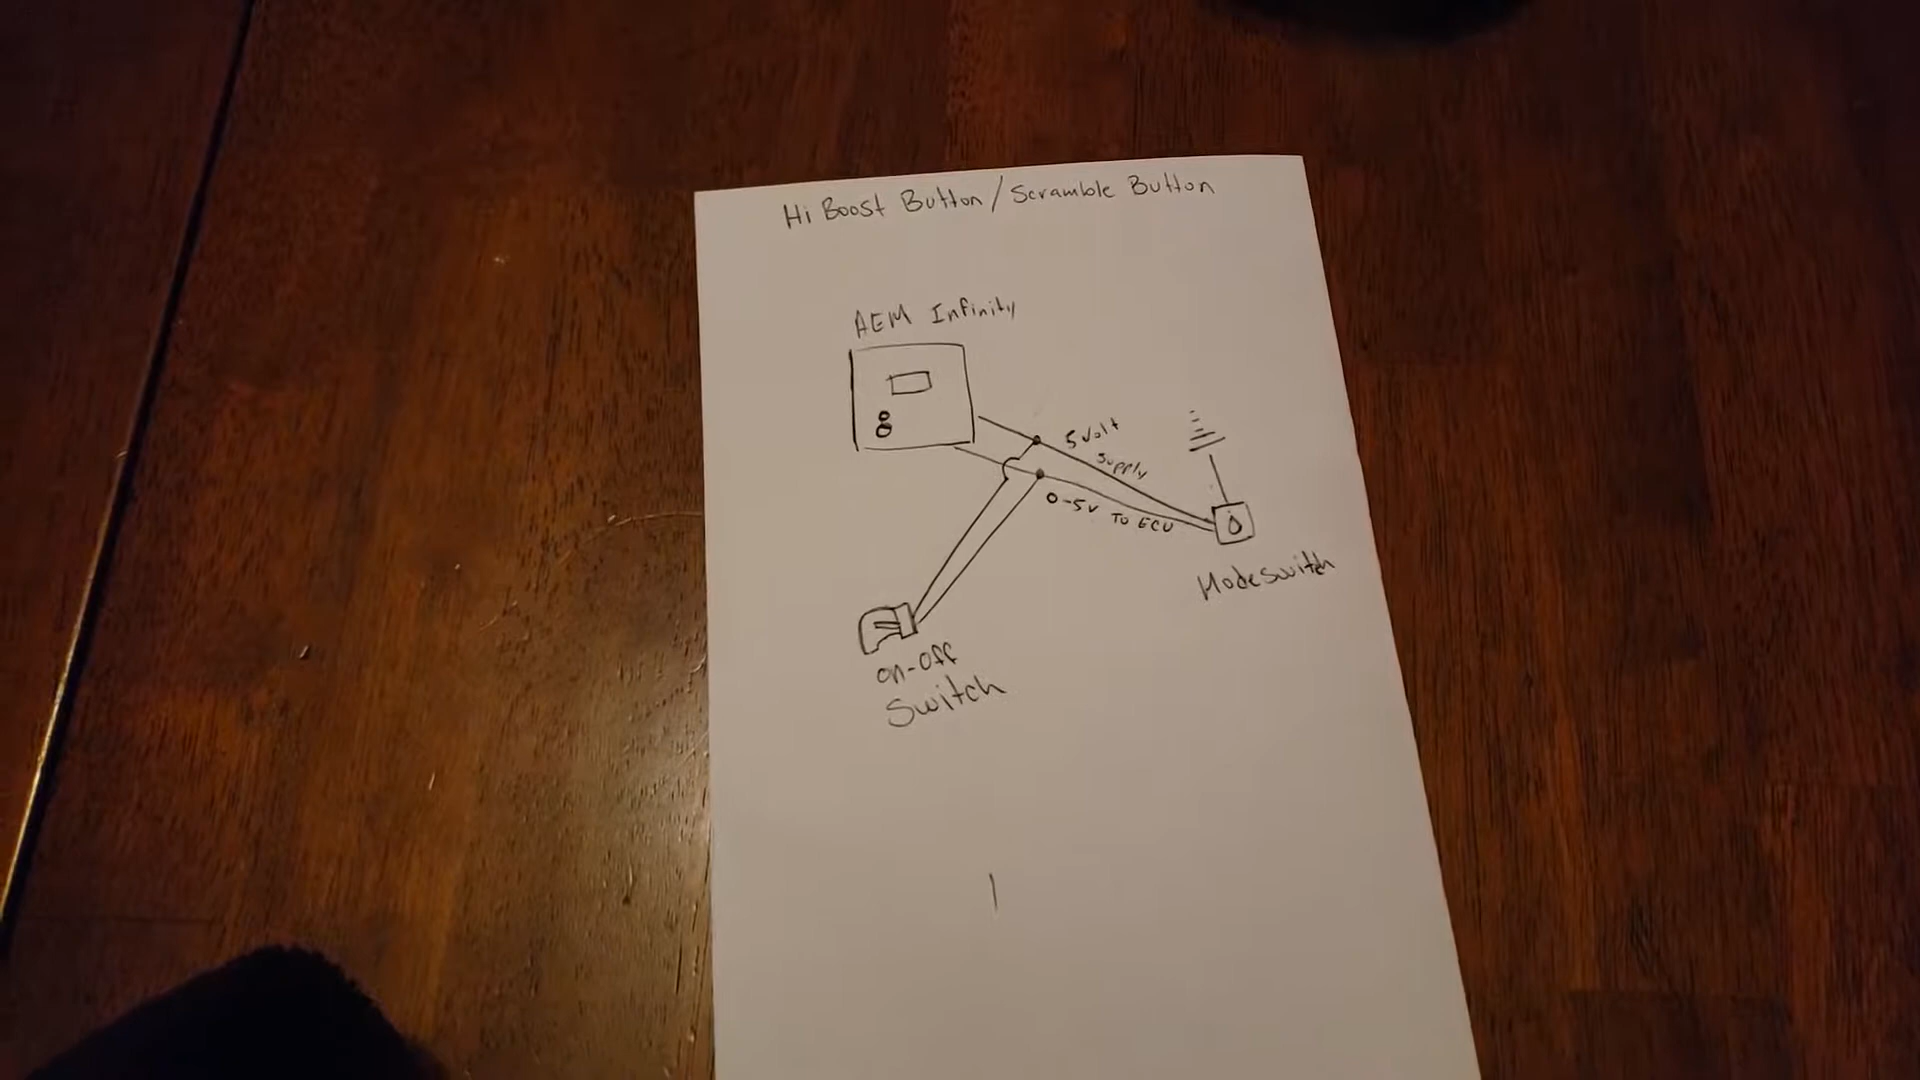 Hi Boost Button/Scramble Button
AEM Infinity
5 volt
supply
0-5v To ECU
Modeswitch
on-off
Switch